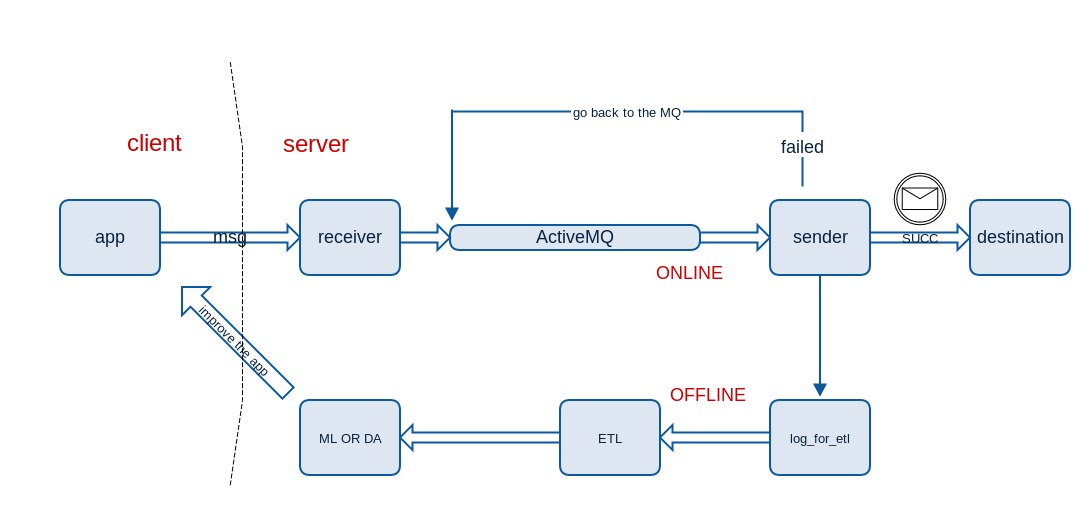 go back to the MQ
client
server
failed
app
msg
receiver
ActiveMQ
sender
SUCC
destination
ONLINE
improve the app
OFFLINE
ML OR DA
ETL
log_for_etl